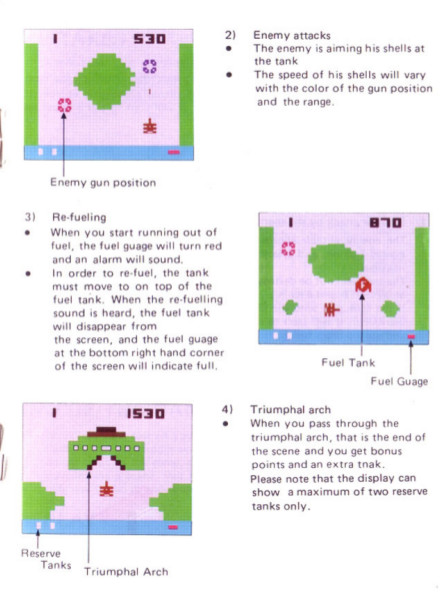 1 530
Enemy gun position
2) Enemy attacks
• The enemy is aiming his shells at
the tank
• The speed of his shells will vary
with the color of the gun position
and the range.
3) Re-fueling
• When you start running out of
fuel, the fuel guage will turn red
and an alarm will sound.
• In order to re-fuel, the tank
must move to on top of the
fuel tank. When the re-fuelling
sound is heard, the fuel tank
will disappear from
the screen, and the fuel guage
at the bottom right hand corner
of the screen will indicate full.
1 870
F
Fuel Tank
Fuel Guage
1 1530
Reserve
Tanks
Triumphal Arch
4) Triumphal arch
• When you pass through the
triumphal arch, that is the end of
the scene and you get bonus
points and an extra tnak.
Please note that the display can
show a maximum of two reserve
tanks only.